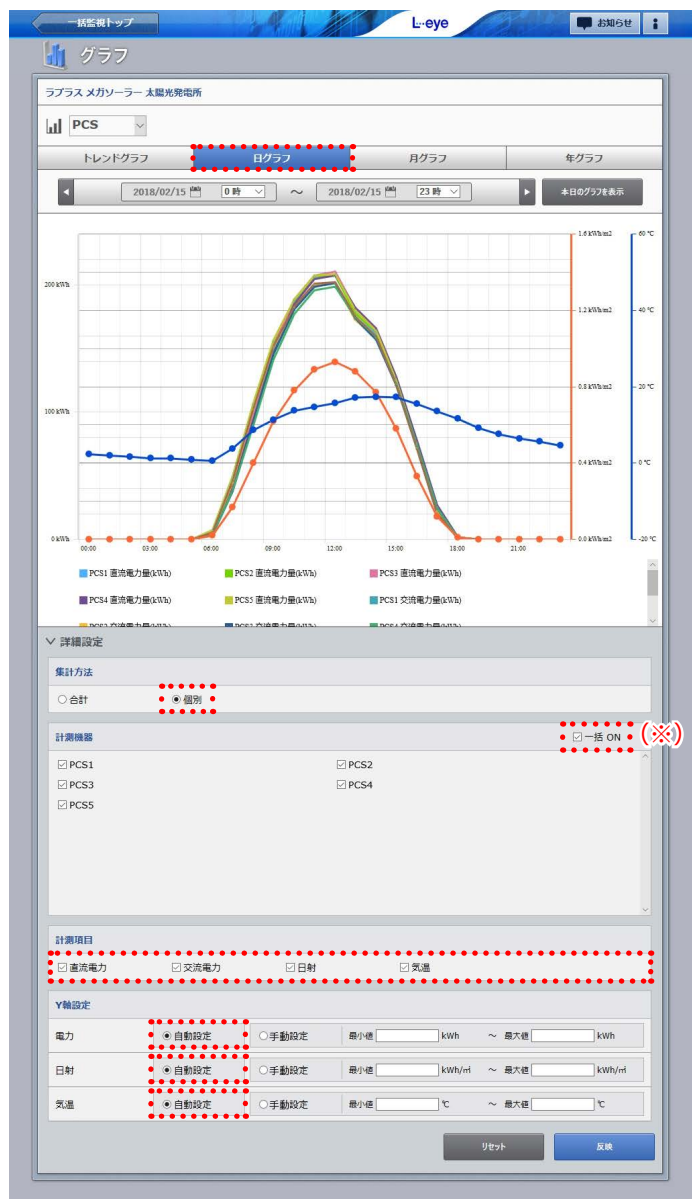 一括監視トップ
L・eye
お知らせ
グラフ
ラプラス メガソーラー 太陽光発電所
PCS
トレンドグラフ 日グラフ 月グラフ 年グラフ
2018/02/15 0 時 ～ 2018/02/15 23 時 本日のグラフを表示
1.6 kWh/m2 60 ℃
200 kWh
1.2 kWh/m2 40 ℃
0.8 kWh/m2 20 ℃
100 kWh
0.4 kWh/m2 0 ℃
0 kWh 0.0 kWh/m2 -20 ℃
00:00 03:00 06:00 09:00 12:00 15:00 18:00 21:00
PCS1 直流電力量(kWh) PCS2 直流電力量(kWh) PCS3 直流電力量(kWh)
PCS4 直流電力量(kWh) PCS5 直流電力量(kWh) PCS1 交流電力量(kWh)
詳細設定
集計方法
合計 個別
計測機器 一括 ON (※)
PCS1 PCS2
PCS3 PCS4
PCS5
計測項目
直流電力 交流電力 日射 気温
Y軸設定
電力 自動設定 手動設定 最小値 kWh ～ 最大値 kWh
日射 自動設定 手動設定 最小値 kWh/㎡ ～ 最大値 kWh/㎡
気温 自動設定 手動設定 最小値 ℃ ～ 最大値 ℃
リセット 反映